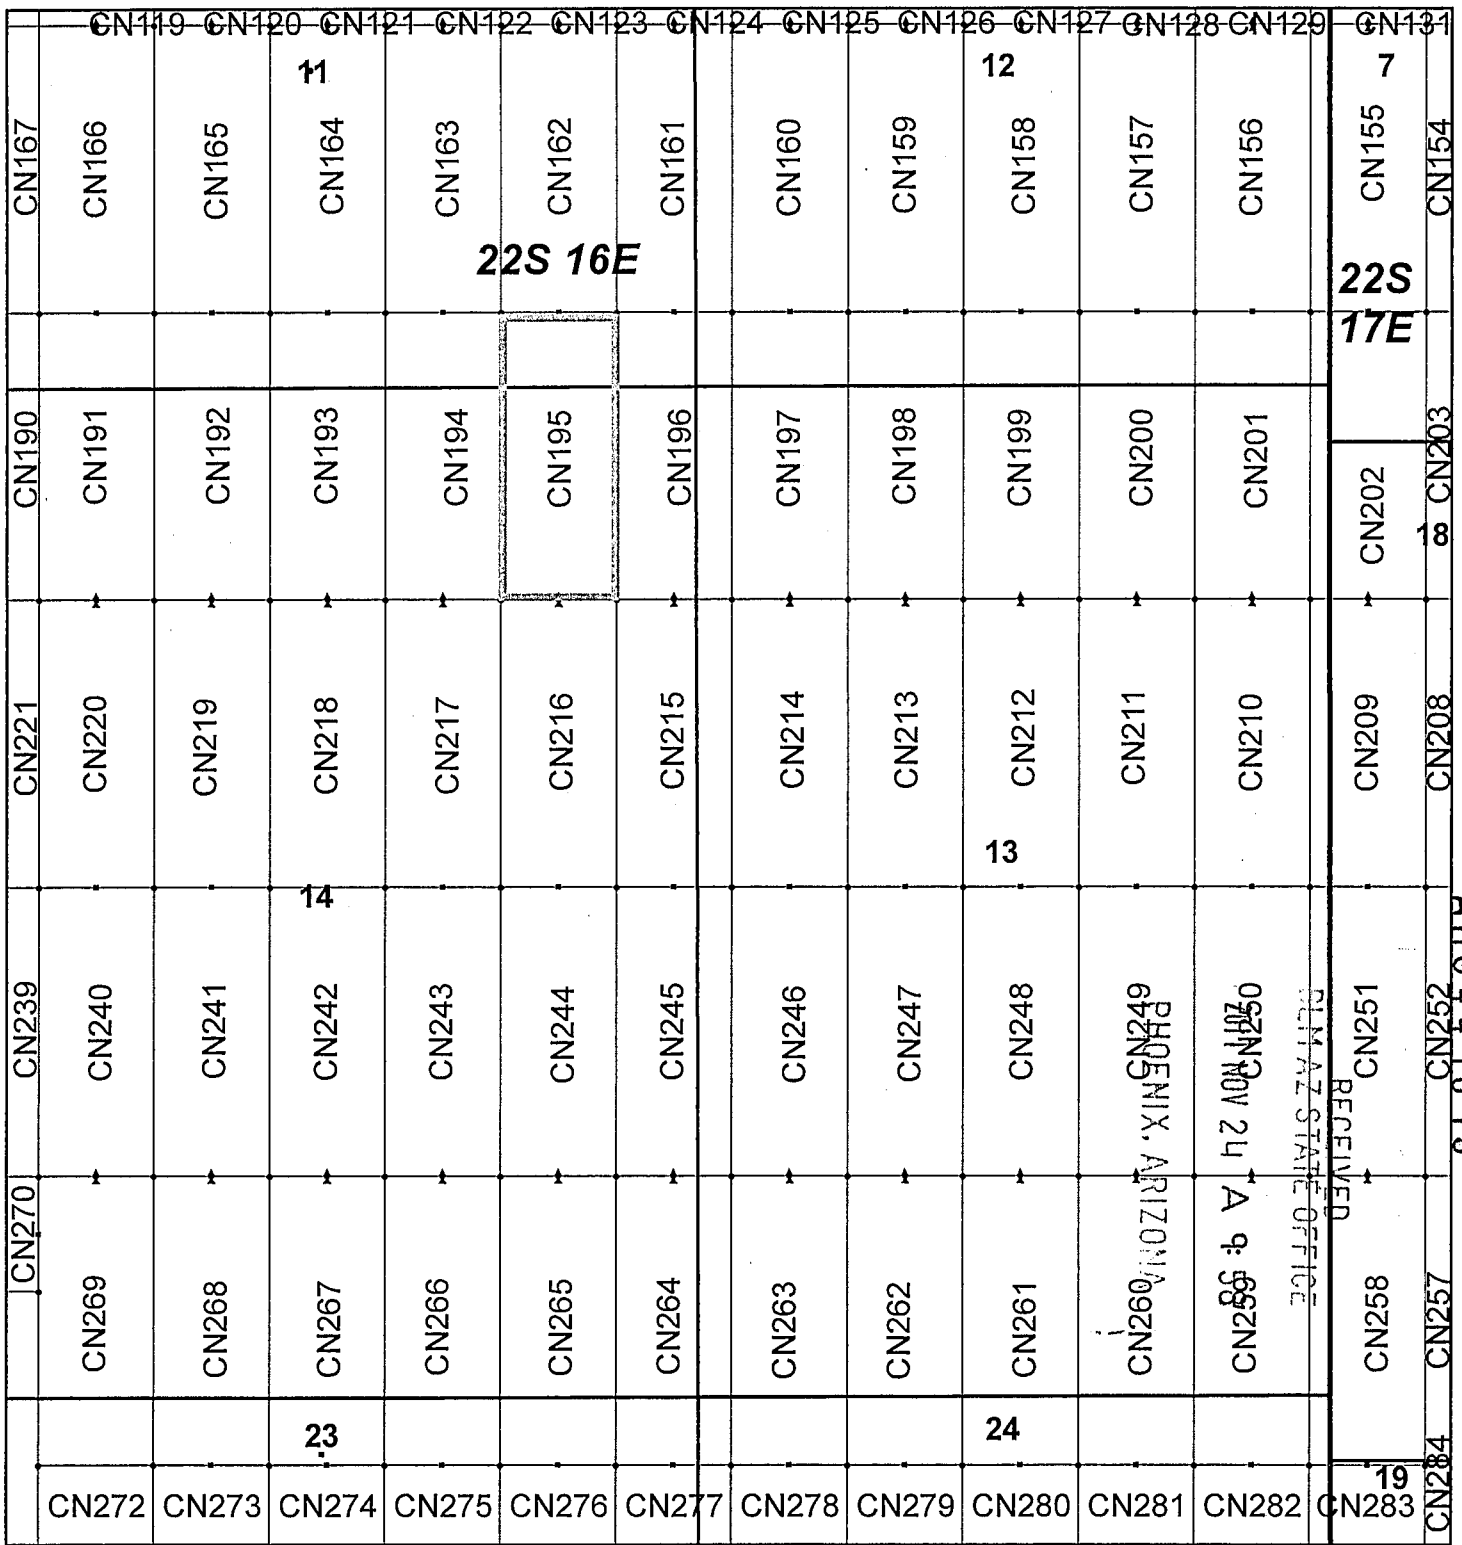 CN119 CN120 CN121 CN122 CN123 CN124 CN125 CN126 CN127 CN128 CN129 CN131
11 12 7
CN167 CN166 CN165 CN164 CN163 CN162 CN161 CN160 CN159 CN158 CN157 CN156 CN155 CN154
22S 16E
22S
17E
CN190 CN191 CN192 CN193 CN194 CN195 CN196 CN197 CN198 CN199 CN200 CN201 CN202 CN203
18
CN221 CN220 CN219 CN218 CN217 CN216 CN215 CN214 CN213 CN212 CN211 CN210 CN209 CN208
13
14
CN239 CN240 CN241 CN242 CN243 CN244 CN245 CN246 CN247 CN248 CN249 CN250 CN251 CN252
RECEIVED
BLM AZ STATE OFFICE
NOV 24 A 9:58
PHOENIX, ARIZONA
CN270 CN269 CN268 CN267 CN266 CN265 CN264 CN263 CN262 CN261 CN260 CN259 CN258 CN257
23 24
19
CN272 CN273 CN274 CN275 CN276 CN277 CN278 CN279 CN280 CN281 CN282 CN283 CN284